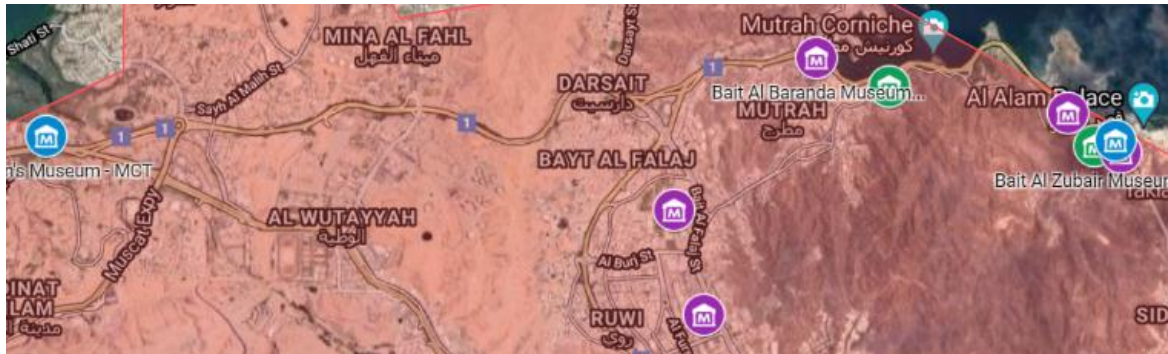 Shati St
MINA AL FAHL
ميناء الفحل
Sayh Al Malih St
Darsayt St
DARSAIT
دارسيت
1
1
1
1
Mutrah Corniche
كورنيش
Bait Al Baranda Museum...
MUTRAH
مطرح
Al Alam Palace
n's Museum - MCT
BAYT AL FALAJ
Bait Al Zubair Museum
AL WUTAYYAH
الوطية
Muscat Expy
Bait Al Falaj St
Al Burj St
DINAT
LAM
مدينة
RUWI
روي
SID